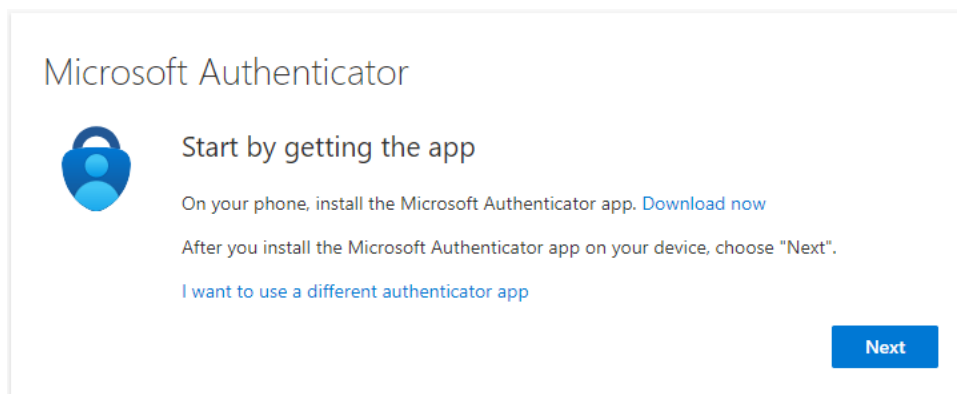 Microsoft Authenticator
Start by getting the app
On your phone, install the Microsoft Authenticator app. Download now
After you install the Microsoft Authenticator app on your device, choose "Next".
I want to use a different authenticator app
Next